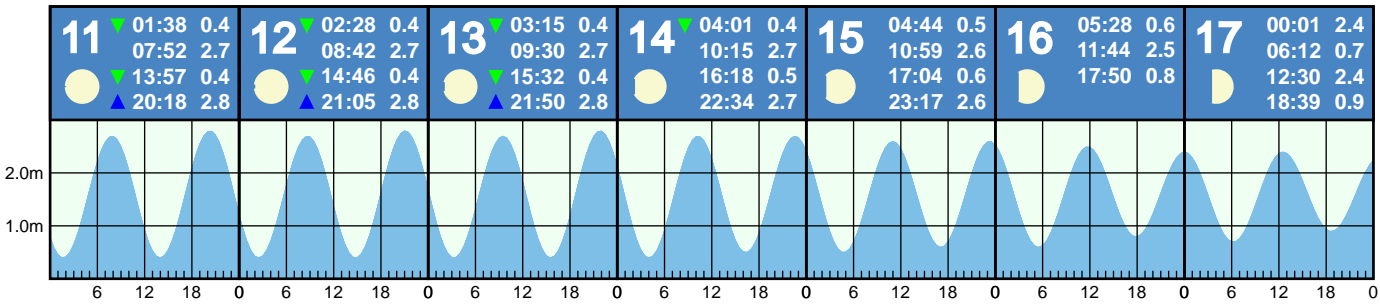 11
▼ 01:38 0.4
07:52 2.7
▼ 13:57 0.4
▲ 20:18 2.8
12
▼ 02:28 0.4
08:42 2.7
▼ 14:46 0.4
▲ 21:05 2.8
13
▼ 03:15 0.4
09:30 2.7
▼ 15:32 0.4
▲ 21:50 2.8
14
▼ 04:01 0.4
10:15 2.7
16:18 0.5
22:34 2.7
15
04:44 0.5
10:59 2.6
17:04 0.6
23:17 2.6
16
05:28 0.6
11:44 2.5
17:50 0.8
17
00:01 2.4
06:12 0.7
12:30 2.4
18:39 0.9
2.0m
1.0m
6 12 18 0 6 12 18 0 6 12 18 0 6 12 18 0 6 12 18 0 6 12 18 0 6 12 18 0